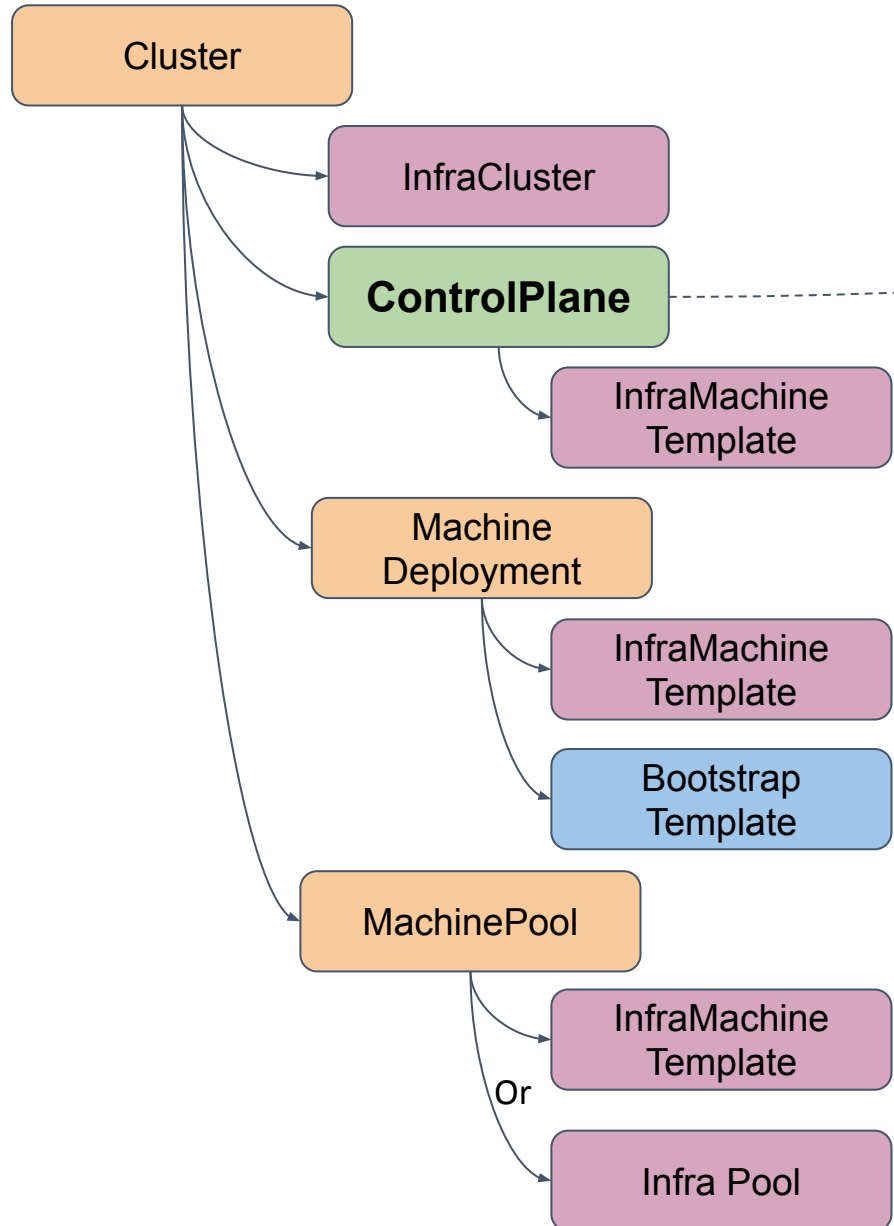 Cluster
InfraCluster
ControlPlane
InfraMachine
Template
Machine
Deployment
InfraMachine
Template
Bootstrap
Template
MachinePool
InfraMachine
Template
Or
Infra Pool